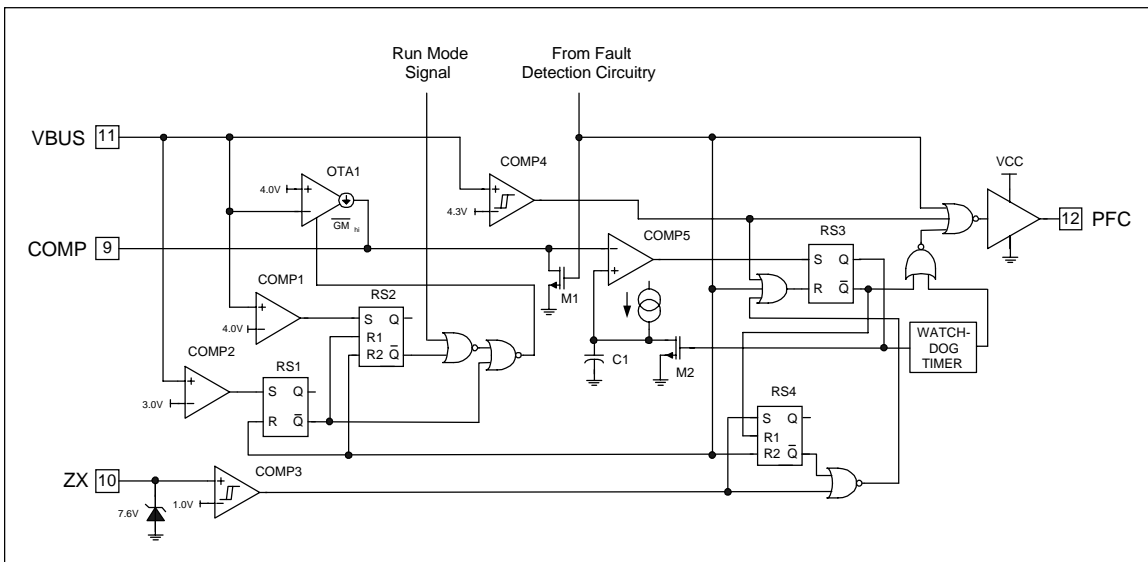 Run Mode
Signal
From Fault
Detection Circuitry
VBUS 11
COMP4
VCC
OTA1
4.0V
4.3V
GM hi
12 PFC
COMP 9
COMP5
RS3
S Q
R Q
M1
COMP1
RS2
S Q
R1
R2 Q
4.0V
WATCH-
DOG
TIMER
C1
M2
COMP2
RS1
S Q
R Q
3.0V
RS4
S Q
R1
R2 Q
ZX 10
COMP3
1.0V
7.6V